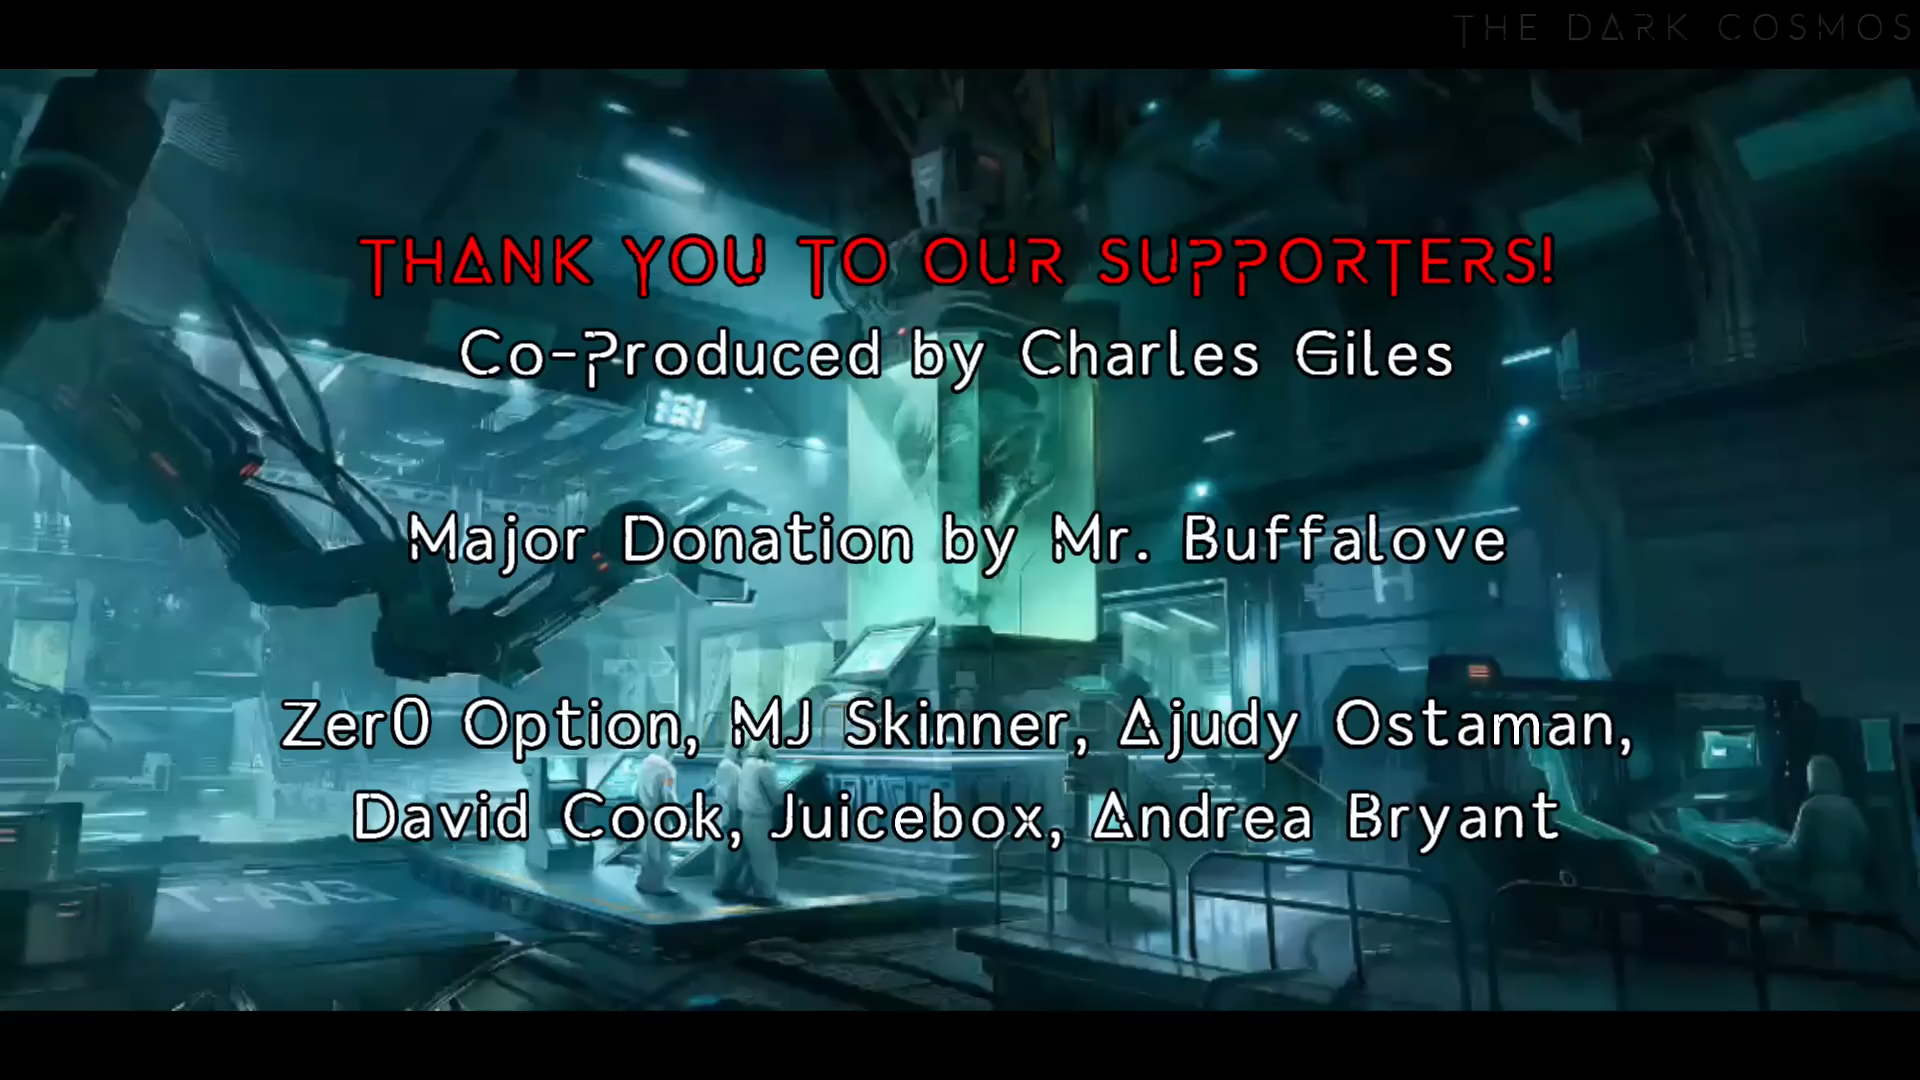 THE DARK COSMOS
THANK YOU TO OUR SUPPORTERS!
Co-Produced by Charles Giles
Major Donation by Mr. Buffalove
Zer0 Option, MJ Skinner, Ajudy Ostaman,
David Cook, Juicebox, Andrea Bryant